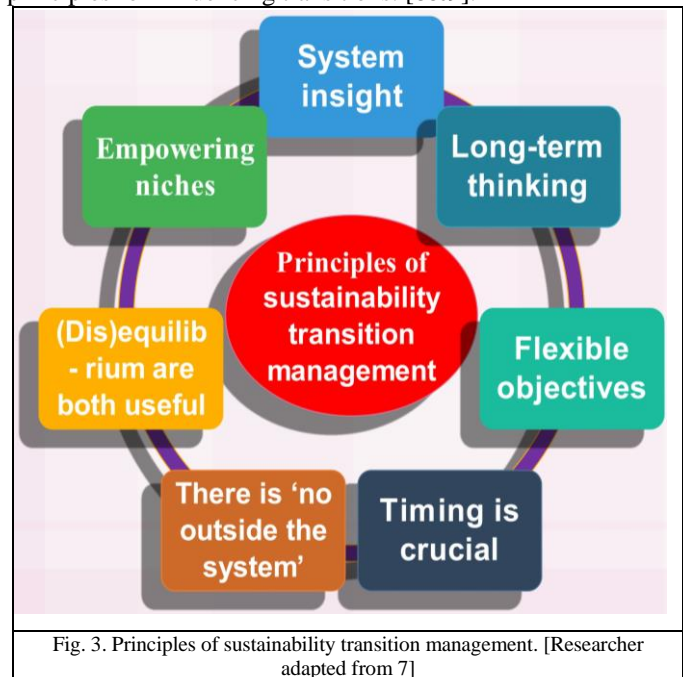 System
insight
Empowering
niches
Long-term
thinking
Principles of
sustainability
transition
management
(Dis)equilib
- rium are
both useful
Flexible
objectives
There is ‘no
outside the
system’
Timing is
crucial
Fig. 3. Principles of sustainability transition management. [Researcher
adapted from 7]